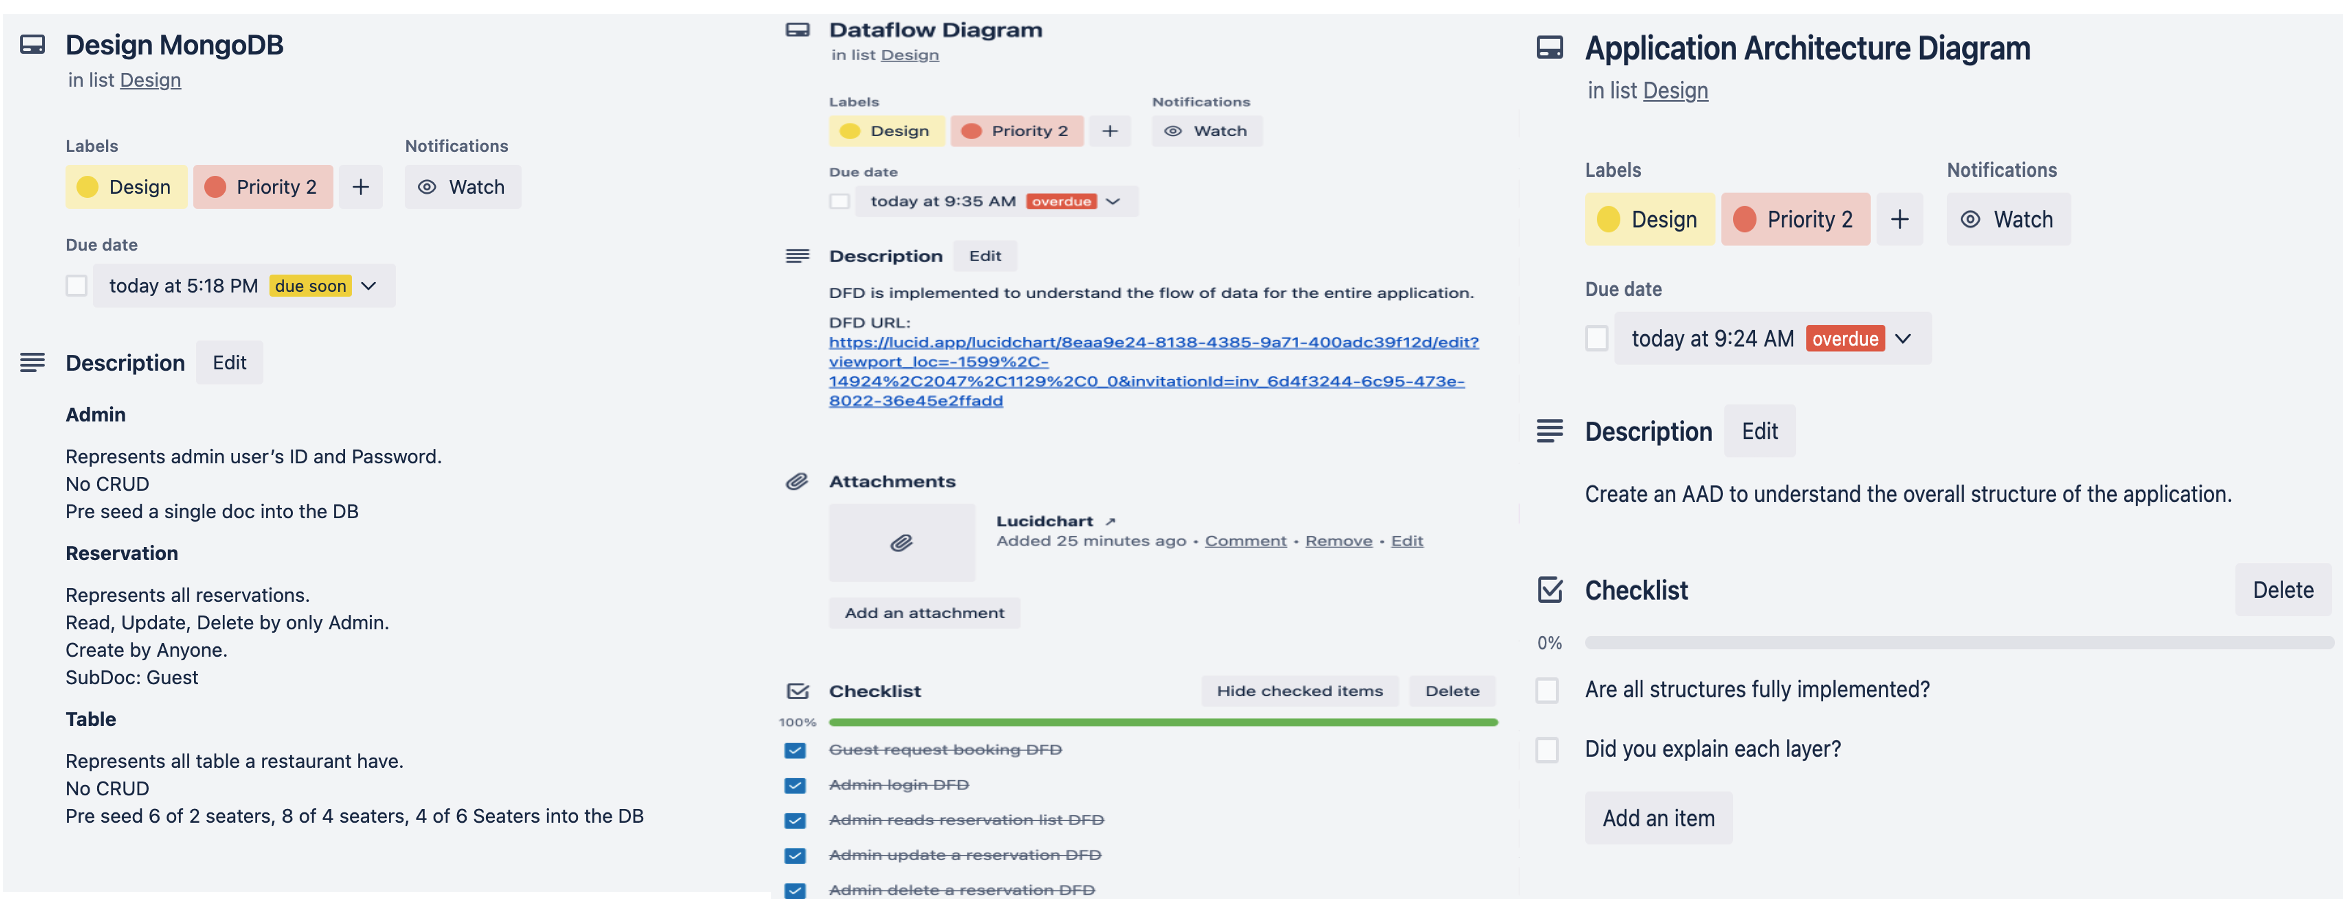 Design MongoDB
in list Design
Labels
Notifications
Design
Priority 2
+
Watch
Due date
today at 5:18 PM due soon
Description
Edit
Admin
Represents admin user’s ID and Password.
No CRUD
Pre seed a single doc into the DB
Reservation
Represents all reservations.
Read, Update, Delete by only Admin.
Create by Anyone.
SubDoc: Guest
Table
Represents all table a restaurant have.
No CRUD
Pre seed 6 of 2 seaters, 8 of 4 seaters, 4 of 6 Seaters into the DB
Dataflow Diagram
in list Design
Labels
Notifications
Design
Priority 2
+
Watch
Due date
today at 9:35 AM overdue
Description
Edit
DFD is implemented to understand the flow of data for the entire application.
DFD URL:
https://lucid.app/lucidchart/8eaa9e24-8138-4385-9a71-400adc39f12d/edit?
viewport_loc=-1599%2C-
14924%2C2047%2C1129%2C0_0&invitationId=inv_6d4f3244-6c95-473e-
8022-36e45e2ffadd
Attachments
Lucidchart ↗
Added 25 minutes ago • Comment • Remove • Edit
Add an attachment
Checklist
Hide checked items
Delete
100%
Guest request booking DFD
Admin login DFD
Admin reads reservation list DFD
Admin update a reservation DFD
Admin delete a reservation DFD
Application Architecture Diagram
in list Design
Labels
Notifications
Design
Priority 2
+
Watch
Due date
today at 9:24 AM overdue
Description
Edit
Create an AAD to understand the overall structure of the application.
Checklist
Delete
0%
Are all structures fully implemented?
Did you explain each layer?
Add an item